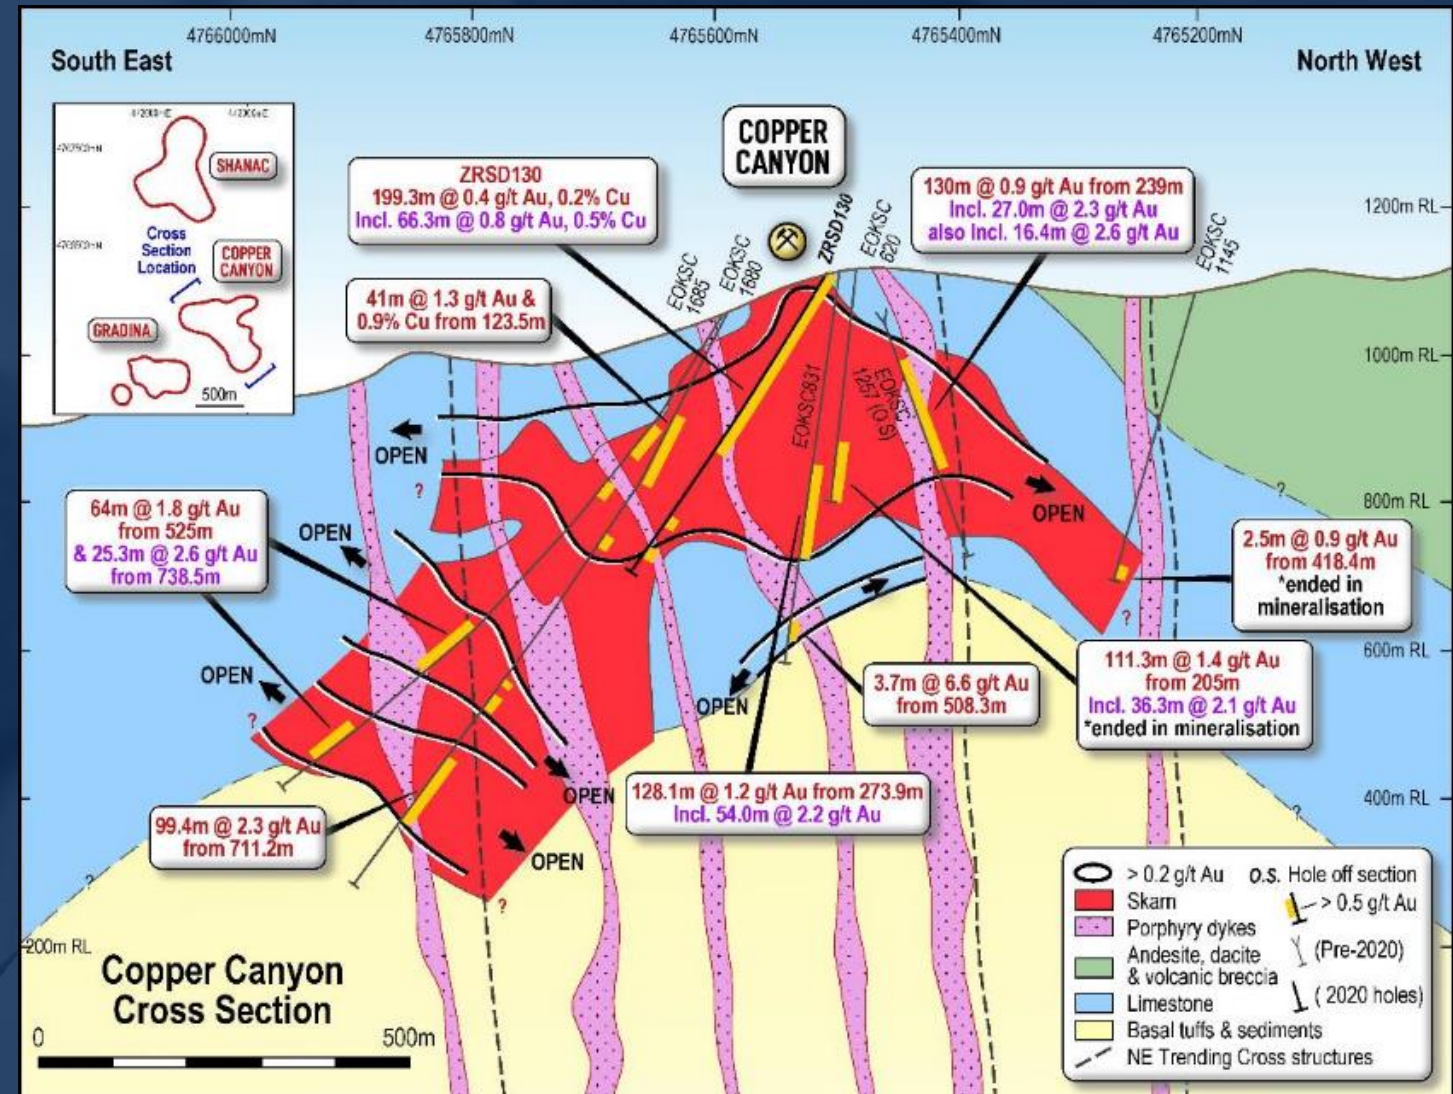 4766000mN
4765800mN
4765600mN
4765400mN
4765200mN
South East
North West
SHANAC
Cross
Section
Location
COPPER
CANYON
GRADINA
500m
COPPER
CANYON
ZRSD130
199.3m @ 0.4 g/t Au, 0.2% Cu
Incl. 66.3m @ 0.8 g/t Au, 0.5% Cu
130m @ 0.9 g/t Au from 239m
Incl. 27.0m @ 2.3 g/t Au
also Incl. 16.4m @ 2.6 g/t Au
41m @ 1.3 g/t Au &
0.9% Cu from 123.5m
EOKSC
1685
EOKSC
1680
ZRSD130
EOKSC
620
EOKSC
1145
EOKSC831
EOKSC
1257 (O.S)
1200m RL
1000m RL
800m RL
600m RL
400m RL
200m RL
OPEN
?
OPEN
?
64m @ 1.8 g/t Au
from 525m
& 25.3m @ 2.6 g/t Au
from 738.5m
OPEN
2.5m @ 0.9 g/t Au
from 418.4m
*ended in
mineralisation
?
OPEN
?
OPEN
3.7m @ 6.6 g/t Au
from 508.3m
111.3m @ 1.4 g/t Au
from 205m
Incl. 36.3m @ 2.1 g/t Au
*ended in mineralisation
?
OPEN
128.1m @ 1.2 g/t Au from 273.9m
Incl. 54.0m @ 2.2 g/t Au
?
99.4m @ 2.3 g/t Au
from 711.2m
OPEN
?
?
Copper Canyon
Cross Section
0
500m
> 0.2 g/t Au
O.S. Hole off section
Skarn
> 0.5 g/t Au
Porphyry dykes
Andesite, dacite
& volcanic breccia
(Pre-2020)
Limestone
( 2020 holes)
Basal tuffs & sediments
NE Trending Cross structures